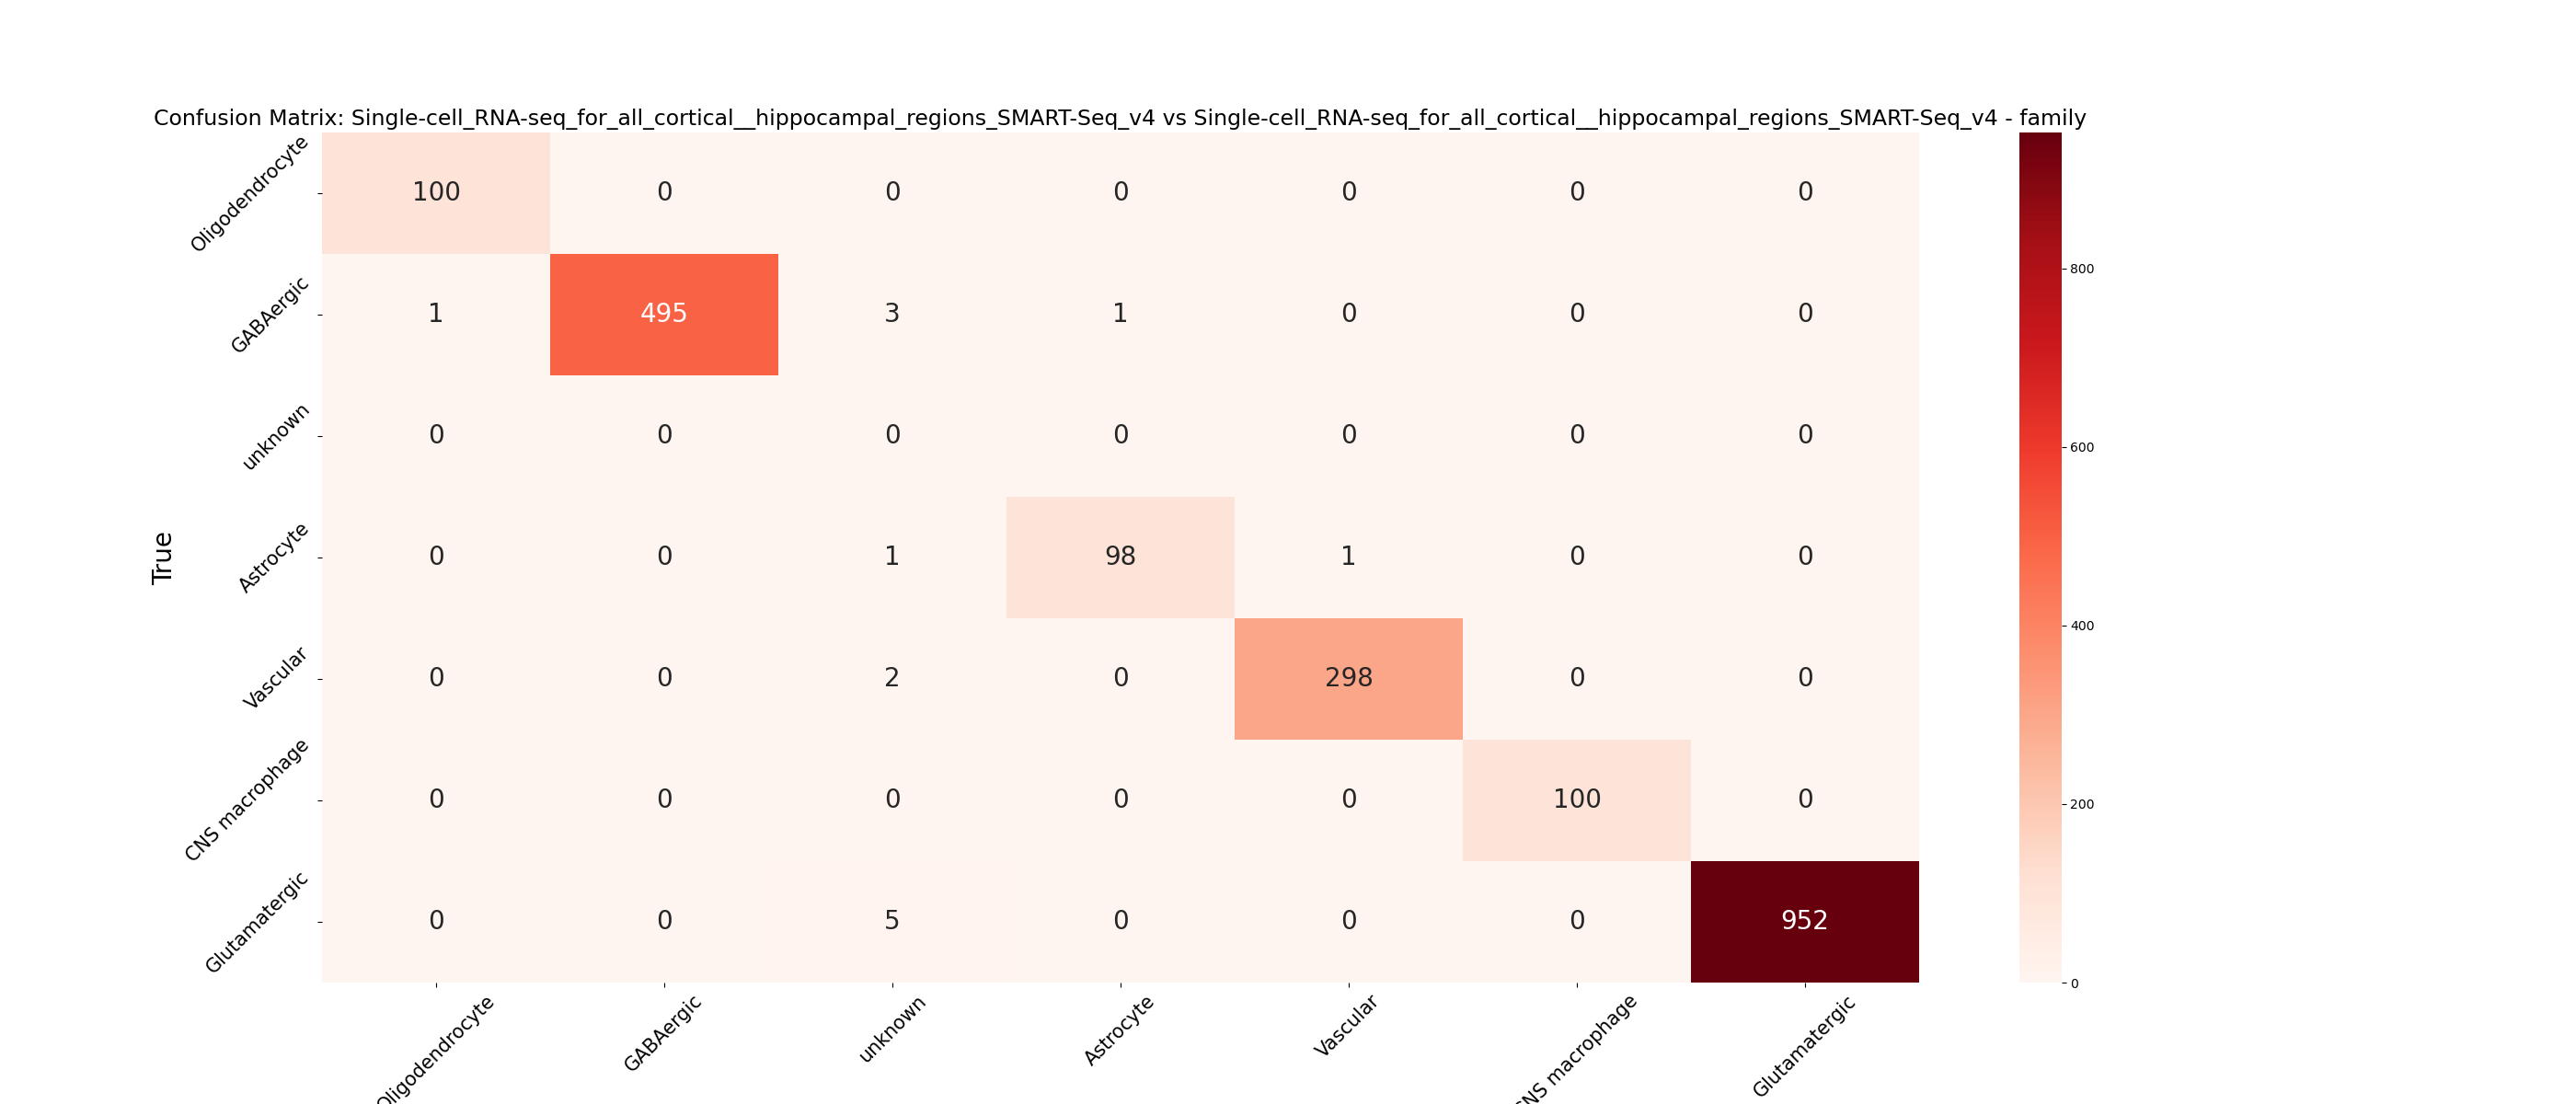 Confusion Matrix: Single-cell_RNA-seq_for_all_cortical__hippocampal_regions_SMART-Seq_v4 vs Single-cell_RNA-seq_for_all_cortical__hippocampal_regions_SMART-Seq_v4 - family
True
Oligodendrocyte 100 0 0 0 0 0 0
GABAergic 1 495 3 1 0 0 0
unknown 0 0 0 0 0 0 0
Astrocyte 0 0 1 98 1 0 0
Vascular 0 0 2 0 298 0 0
CNS macrophage 0 0 0 0 0 100 0
Glutamatergic 0 0 5 0 0 0 952
Oligodendrocyte GABAergic unknown Astrocyte Vascular CNS macrophage Glutamatergic
800
600
400
200
0